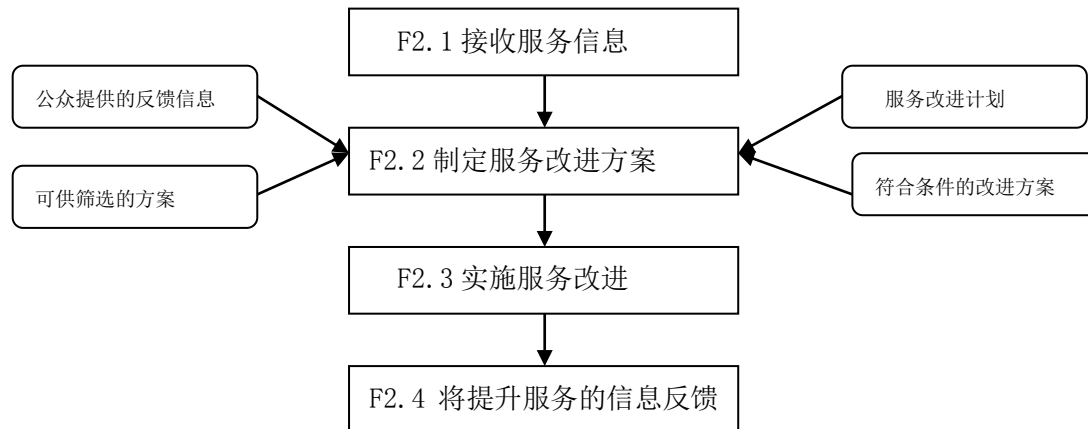 F2.1 接收服务信息
公众提供的反馈信息
服务改进计划
F2.2 制定服务改进方案
可供筛选的方案
符合条件的改进方案
F2.3 实施服务改进
F2.4 将提升服务的信息反馈